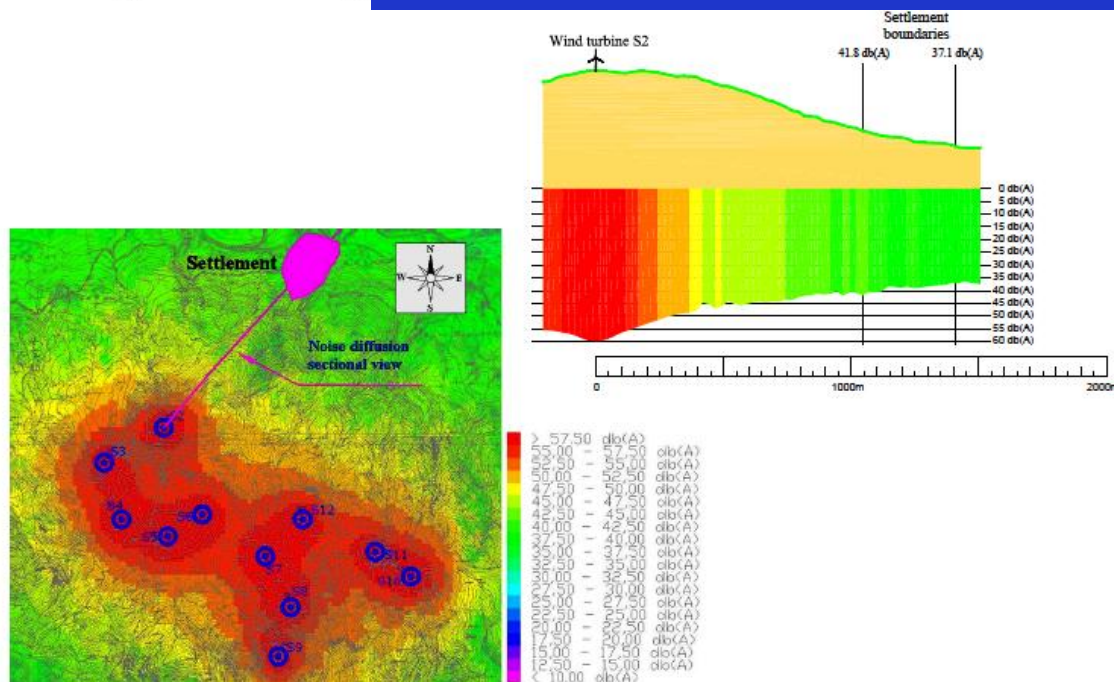 Settlement
boundaries
Wind turbine S2
41.8 db(A)
37.1 db(A)
0 db(A)
5 db(A)
10 db(A)
15 db(A)
20 db(A)
25 db(A)
30 db(A)
35 db(A)
40 db(A)
45 db(A)
50 db(A)
55 db(A)
60 db(A)
0
1000m
2000m
Settlement
N
W E
S
Noise diffusion
sectional view
S3
S4
S6
S5
S12
S7
S11
S10
S8
S9
> 57.50 db(A)
55.00 - 57.50 db(A)
52.50 - 55.00 db(A)
50.00 - 52.50 db(A)
47.50 - 50.00 db(A)
45.00 - 47.50 db(A)
42.50 - 45.00 db(A)
40.00 - 42.50 db(A)
37.50 - 40.00 db(A)
35.00 - 37.50 db(A)
32.50 - 35.00 db(A)
30.00 - 32.50 db(A)
27.50 - 30.00 db(A)
25.00 - 27.50 db(A)
22.50 - 25.00 db(A)
20.00 - 22.50 db(A)
17.50 - 20.00 db(A)
15.00 - 17.50 db(A)
12.50 - 15.00 db(A)
< 10.00 db(A)